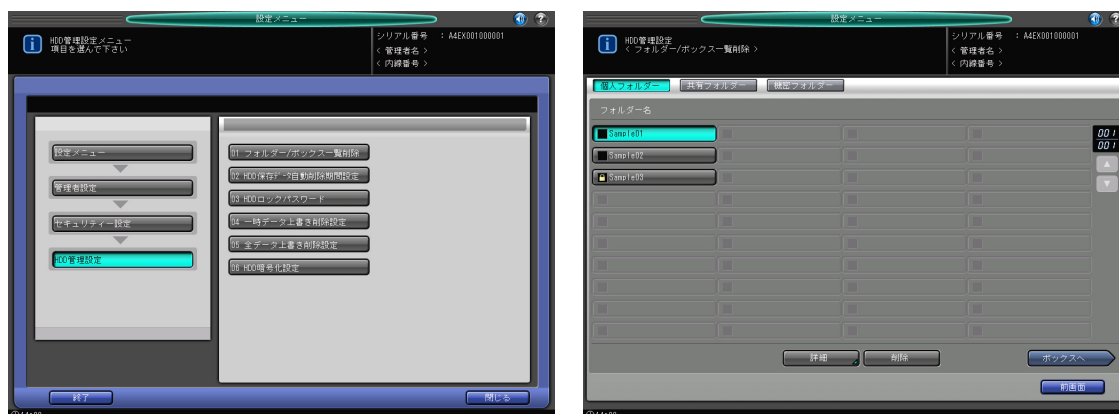 設定メニュー
HDD管理設定メニュー
項目を選んで下さい
シリアル番号 : A4EX001000001
< 管理者名 >
< 内線番号 >
設定メニュー
管理者設定
セキュリティー設定
HDD管理設定
01 フォルダー/ボックス一覧削除
02 HDD保存データ自動削除期間設定
03 HDDロックパスワード
04 一時データ上書き削除設定
05 全データ上書き削除設定
06 HDD暗号化設定
終了
閉じる
設定メニュー
HDD管理設定
< フォルダー/ボックス一覧削除 >
シリアル番号 : A4EX001000001
< 管理者名 >
< 内線番号 >
個人フォルダー
共有フォルダー
機密フォルダー
フォルダー名
Sample01
Sample02
Sample03
001
001
詳細
削除
ボックスへ
前画面